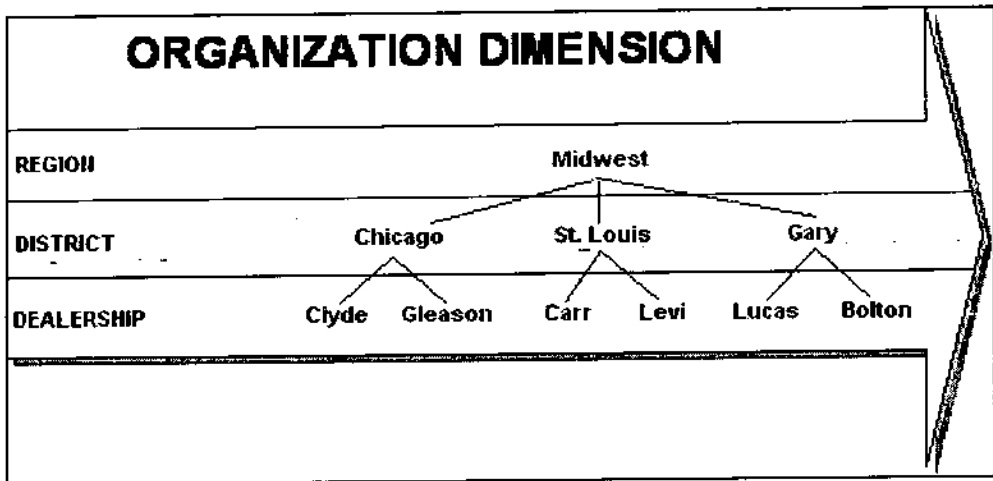 ORGANIZATION DIMENSION
REGION Midwest
DISTRICT Chicago St. Louis Gary
DEALERSHIP Clyde Gleason Carr Levi Lucas Bolton